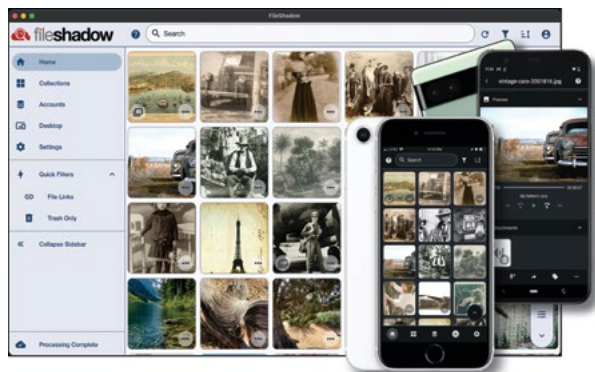 FileShadow
fileshadow
Search
Home
Collections
Accounts
Desktop
Settings
Quick Filters
File Links
Trash Only
Collapse Sidebar
Processing Complete
Search
vintage-cars-2001816.jpg
Preview